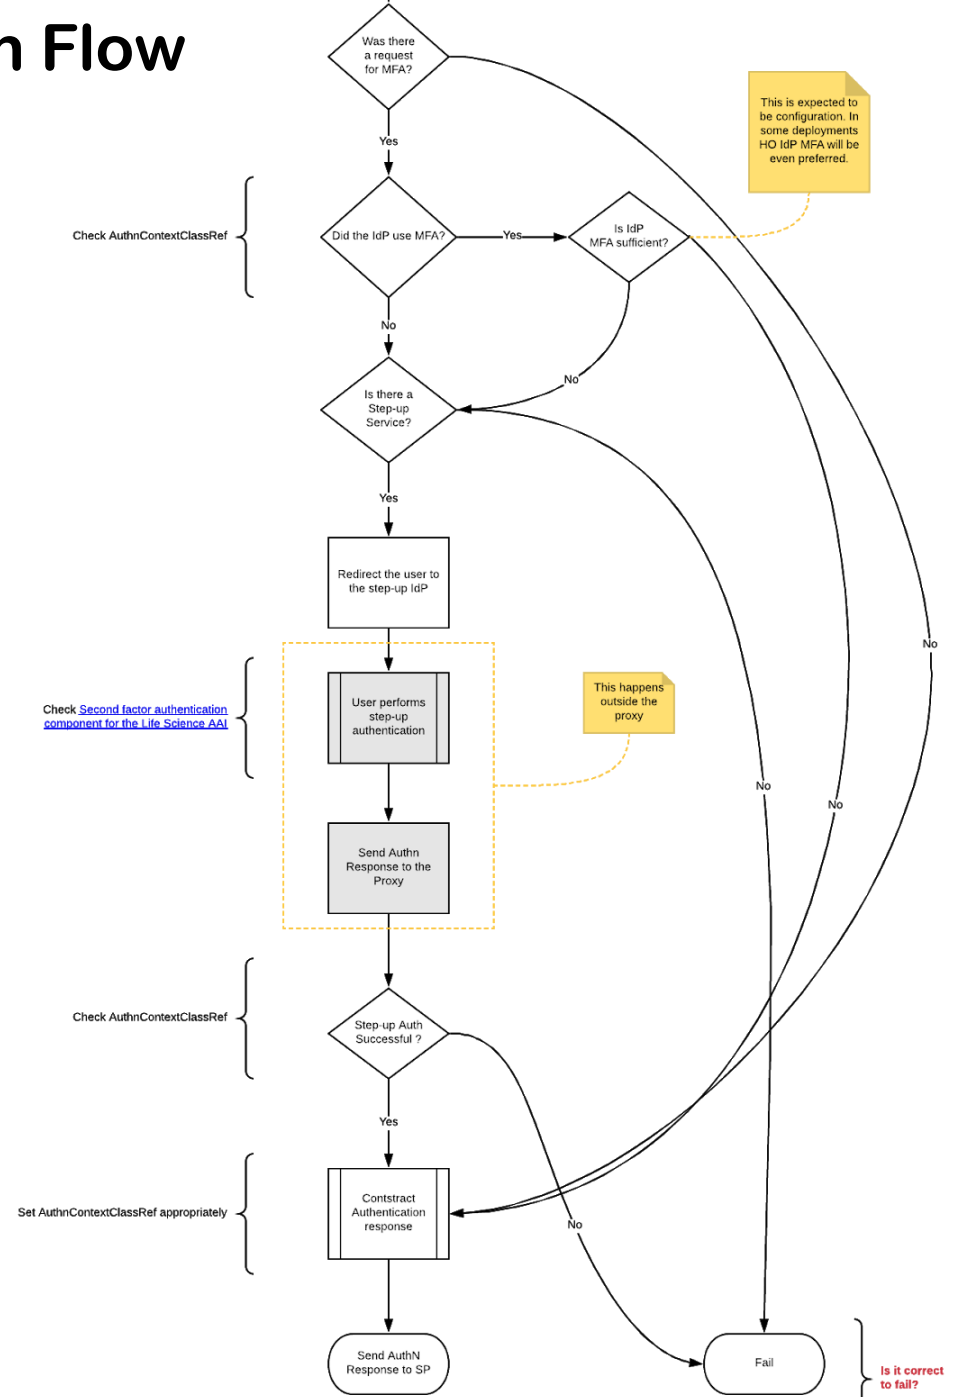 n Flow
Was there
a request
for MFA?
This is expected to
be configuration. In
some deployments
HO IdP MFA will be
even preferred.
Yes
Check AuthnContextClassRef
Did the IdP use MFA?
Yes
Is IdP
MFA sufficient?
No
No
Is there a
Step-up
Service?
Yes
Redirect the user to
the step-up IdP
No
Check Second factor authentication
component for the Life Science AAI
User performs
step-up
authentication
This happens
outside the
proxy
No
No
Send Authn
Response to the
Proxy
Check AuthnContextClassRef
Step-up Auth
Successful ?
Yes
Set AuthnContextClassRef appropriately
Contstract
Authentication
response
No
Send AuthN
Response to SP
Fail
Is it correct
to fail?